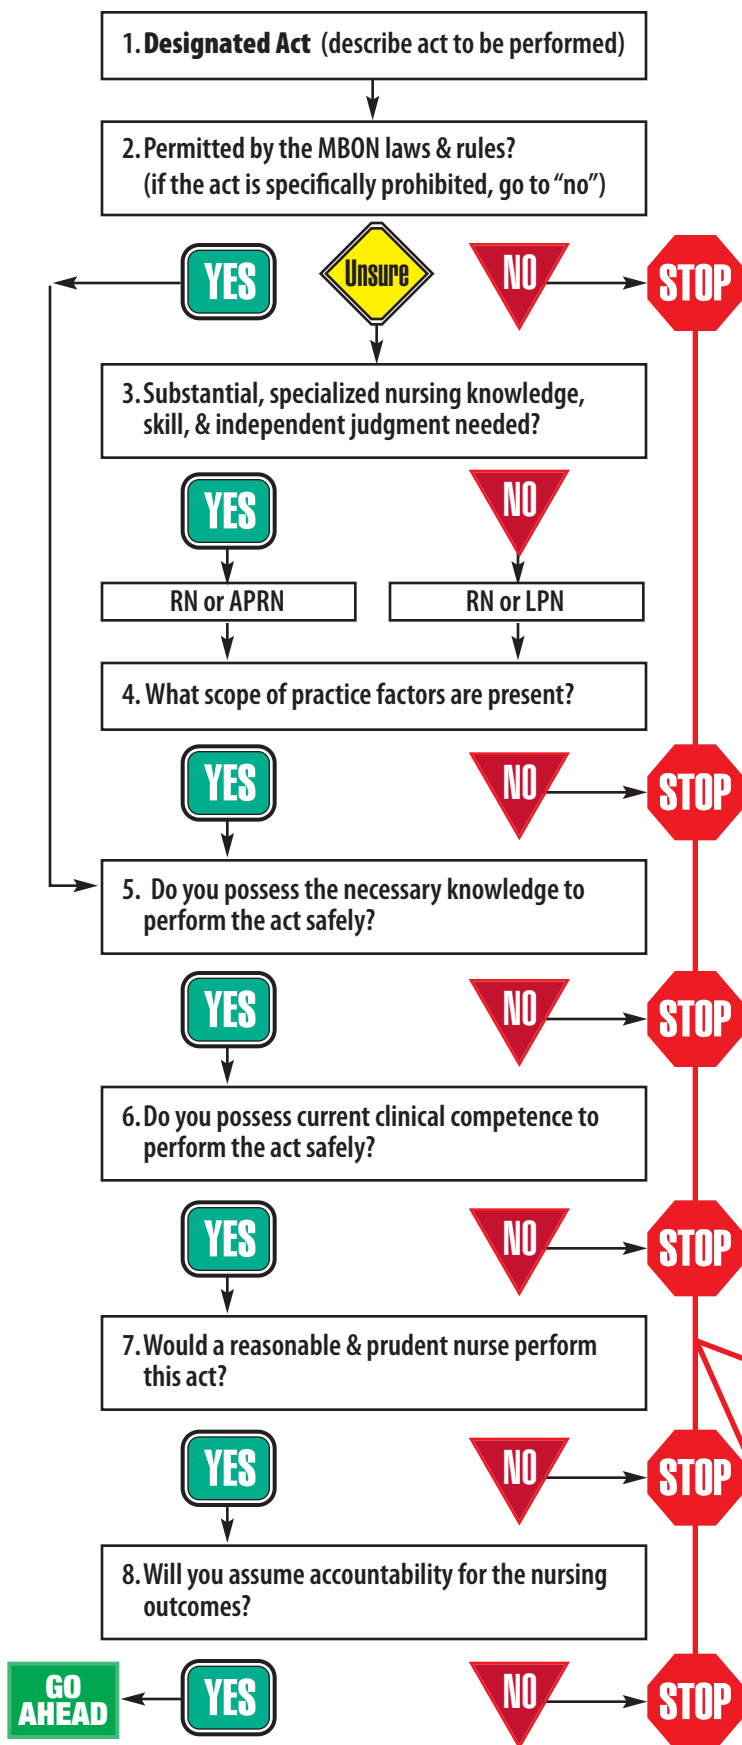 1. Designated Act (describe act to be performed)
2. Permitted by the MBON laws & rules?
(if the act is specifically prohibited, go to “no”)
YES
Unsure
NO
STOP
3. Substantial, specialized nursing knowledge,
skill, & independent judgment needed?
YES
NO
RN or APRN
RN or LPN
4. What scope of practice factors are present?
YES
NO
STOP
5. Do you possess the necessary knowledge to
perform the act safely?
YES
NO
STOP
6. Do you possess current clinical competence to
perform the act safely?
YES
NO
STOP
7. Would a reasonable & prudent nurse perform
this act?
YES
NO
STOP
8. Will you assume accountability for the nursing
outcomes?
GO
AHEAD
YES
NO
STOP